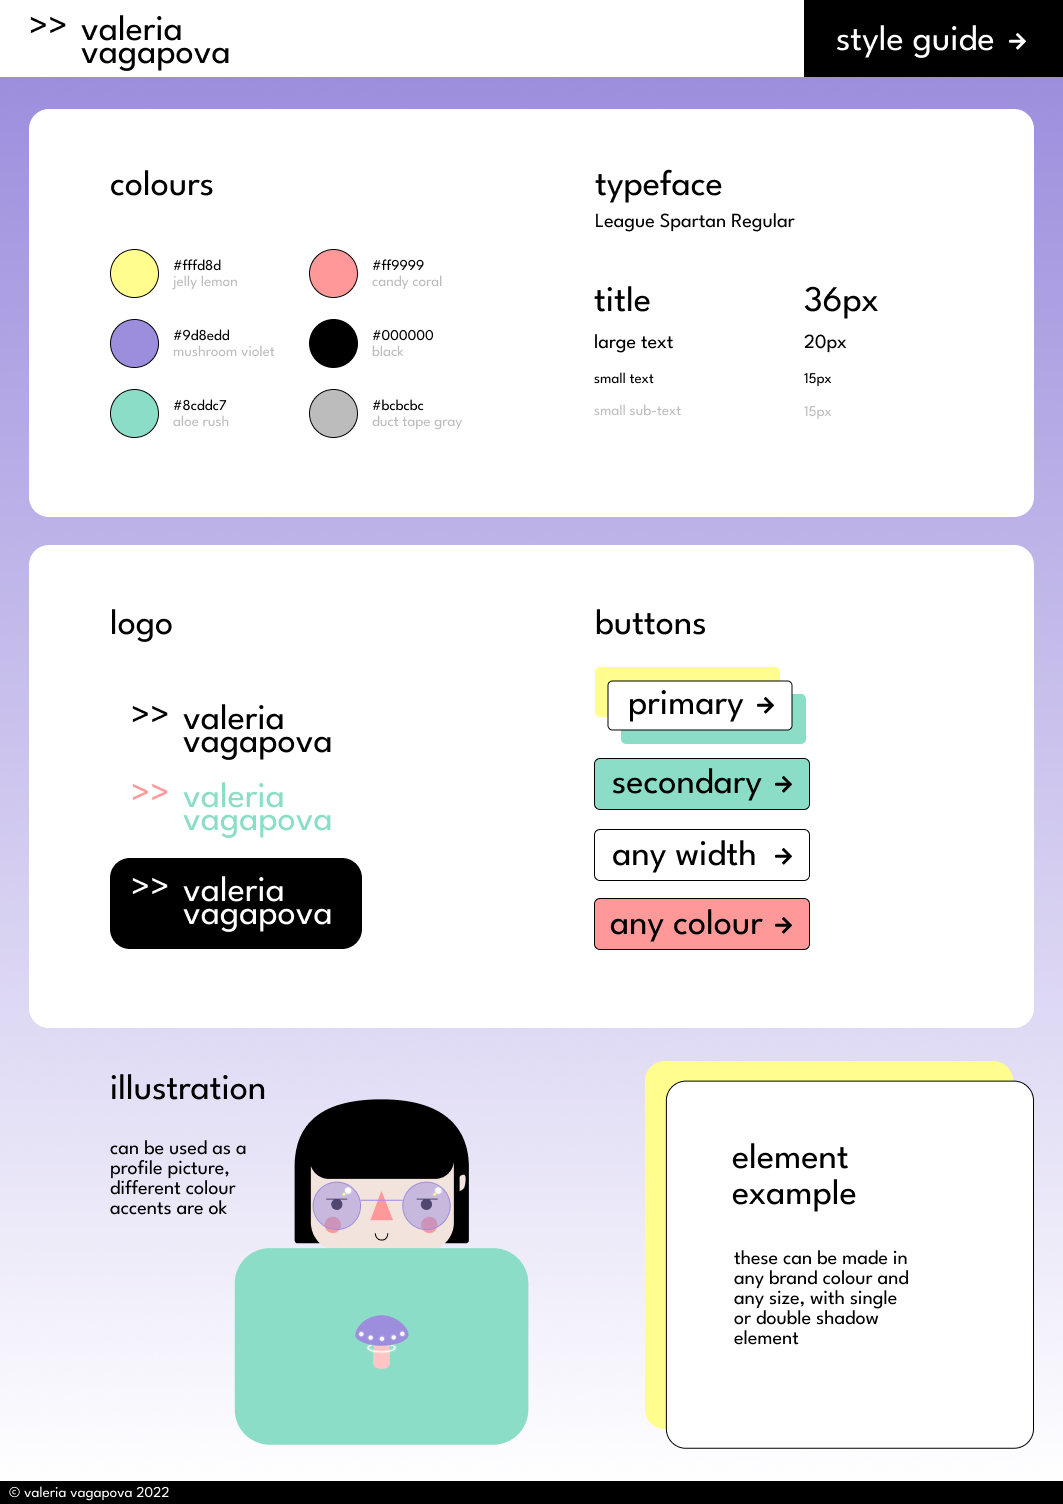 >> valeria
vagapova
style guide →
colours
#fffd8d
jelly lemon
#ff9999
candy coral
#9d8edd
mushroom violet
#000000
black
#8cddc7
aloe rush
#bcbcbc
duct tape gray
typeface
League Spartan Regular
title 36px
large text 20px
small text 15px
small sub-text 15px
logo
>> valeria
vagapova
>> valeria
vagapova
>> valeria
vagapova
buttons
primary →
secondary →
any width →
any colour →
illustration
can be used as a
profile picture,
different colour
accents are ok
element
example
these can be made in
any brand colour and
any size, with single
or double shadow
element
© valeria vagapova 2022